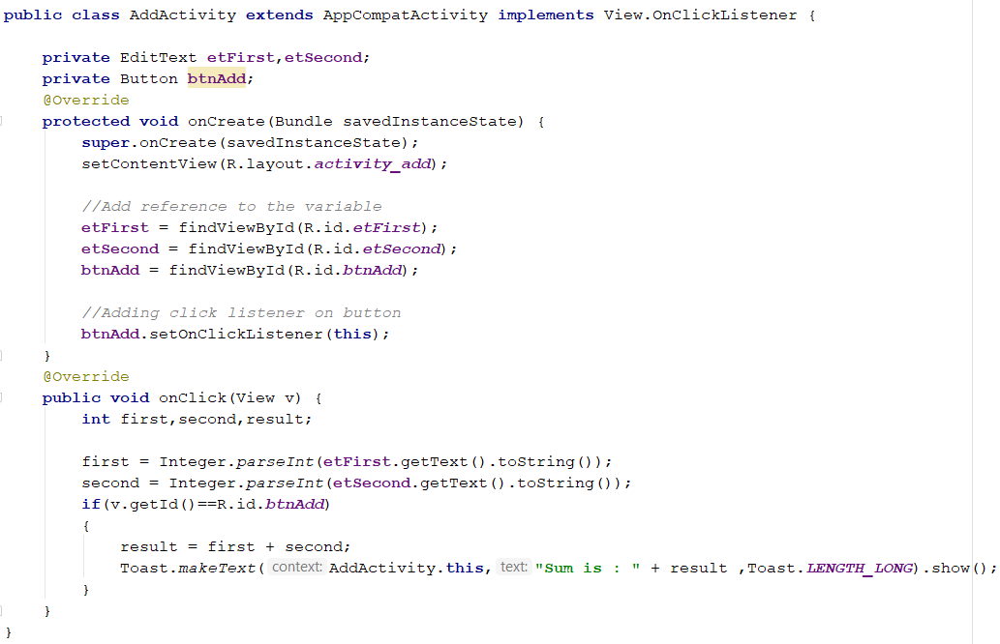 public class AddActivity extends AppCompatActivity implements View.OnClickListener {
private EditText etFirst,etSecond;
private Button btnAdd;
@Override
protected void onCreate(Bundle savedInstanceState) {
super.onCreate(savedInstanceState);
setContentView(R.layout.activity_add);
//Add reference to the variable
etFirst = findViewById(R.id.etFirst);
etSecond = findViewById(R.id.etSecond);
btnAdd = findViewById(R.id.btnAdd);
//Adding click listener on button
btnAdd.setOnClickListener(this);
}
@Override
public void onClick(View v) {
int first,second,result;
first = Integer.parseInt(etFirst.getText().toString());
second = Integer.parseInt(etSecond.getText().toString());
if(v.getId()==R.id.btnAdd)
{
result = first + second;
Toast.makeText( context: AddActivity.this, text: "Sum is : " + result ,Toast.LENGTH_LONG).show();
}
}
}